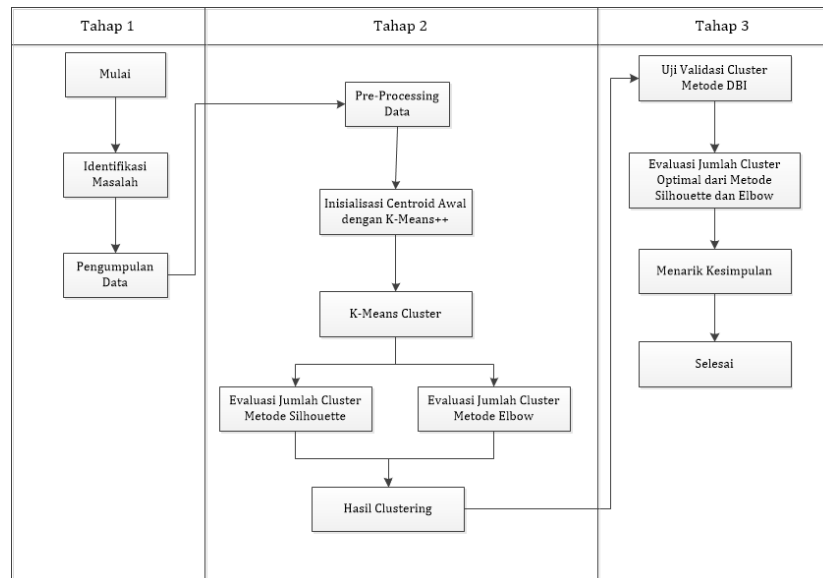 Tahap 1
Tahap 2
Tahap 3
Mulai
Identifikasi
Masalah
Pengumpulan
Data
Pre-Processing
Data
Inisialisasi Centroid Awal
dengan K-Means++
K-Means Cluster
Evaluasi Jumlah Cluster
Metode Silhouette
Evaluasi Jumlah Cluster
Metode Elbow
Hasil Clustering
Uji Validasi Cluster
Metode DBI
Evaluasi Jumlah Cluster
Optimal dari Metode
Silhouette dan Elbow
Menarik Kesimpulan
Selesai